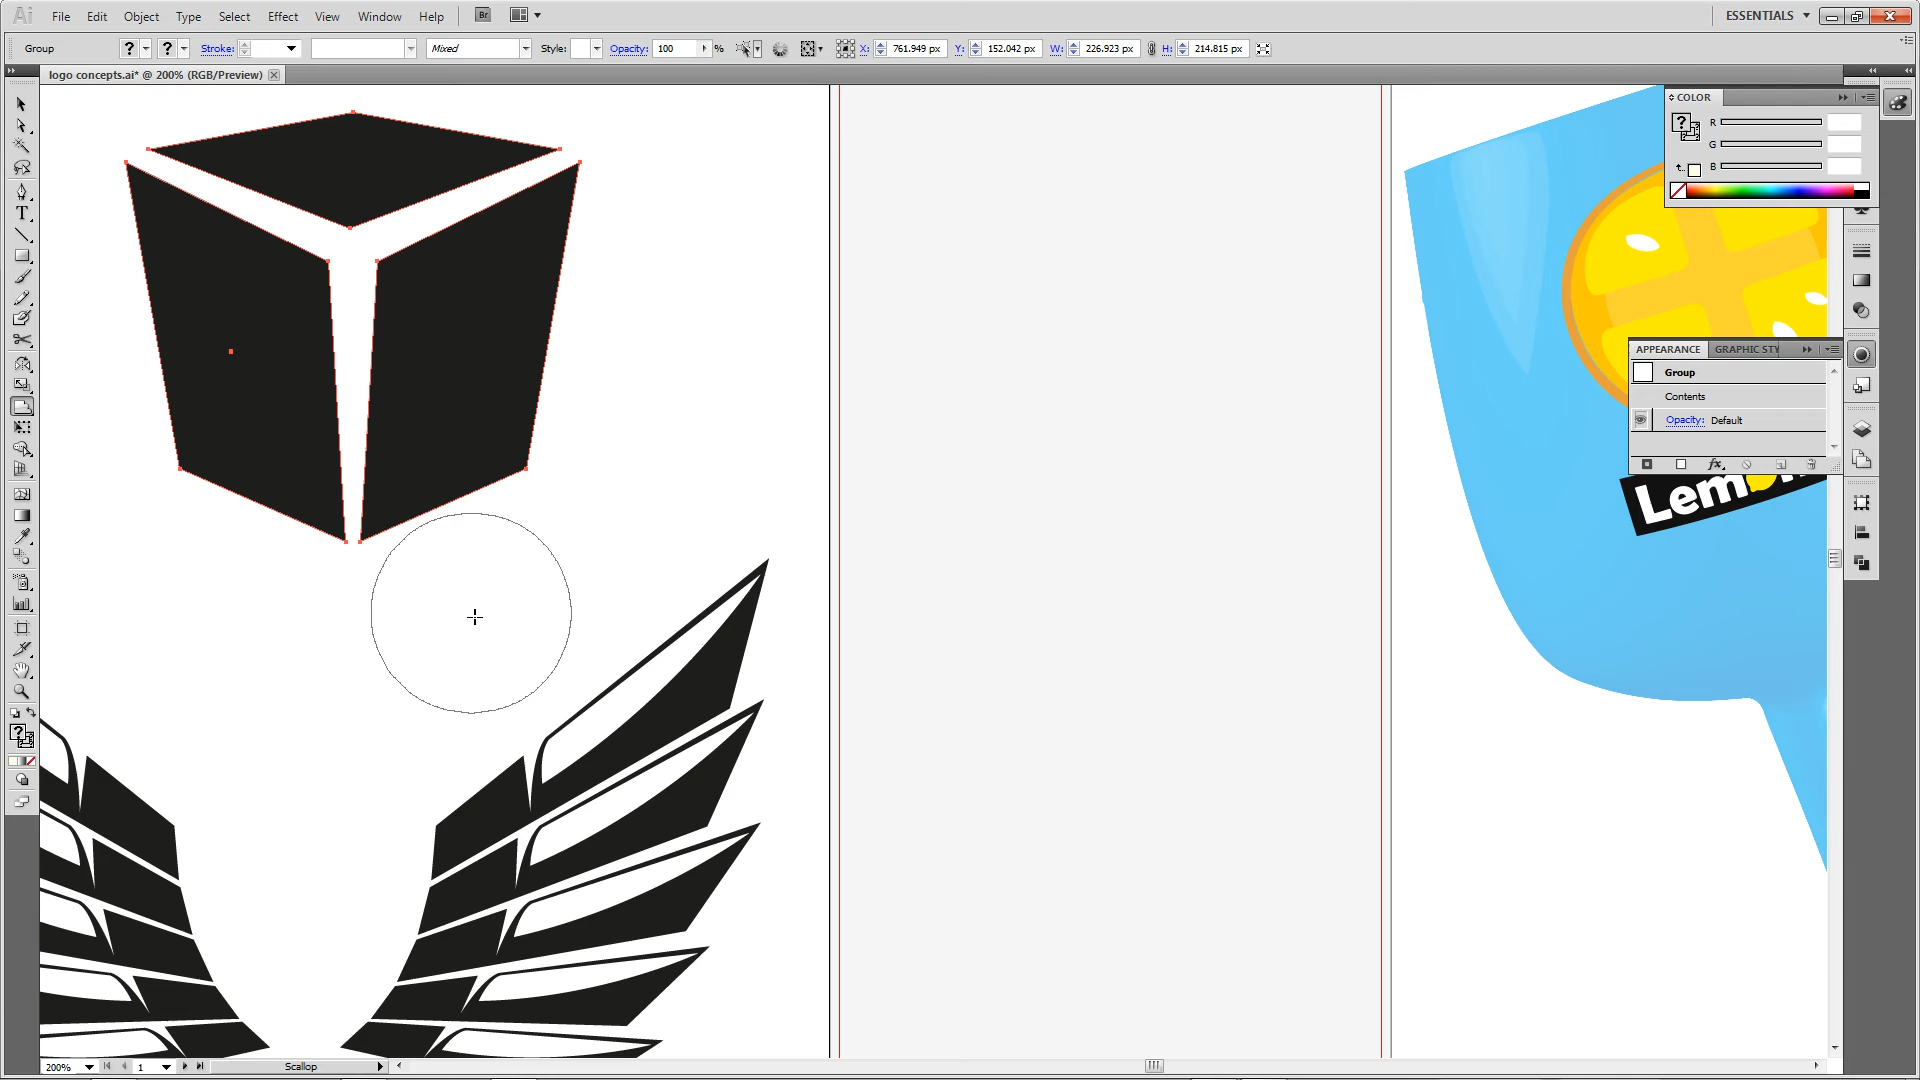 Ai File Edit Object Type Select Effect View Window Help Br ESSENTIALS
Group ? ? Stroke: Mixed Style: Opacity: 100 % X: 761.949 px Y: 152.042 px W: 226.923 px H: 214.815 px
logo concepts.ai* @ 200% (RGB/Preview)
COLOR
? R
G
B
T
APPEARANCE GRAPHIC STY
Group
Contents
Opacity: Default
fx
Lemon
?
200% 1 Scallop